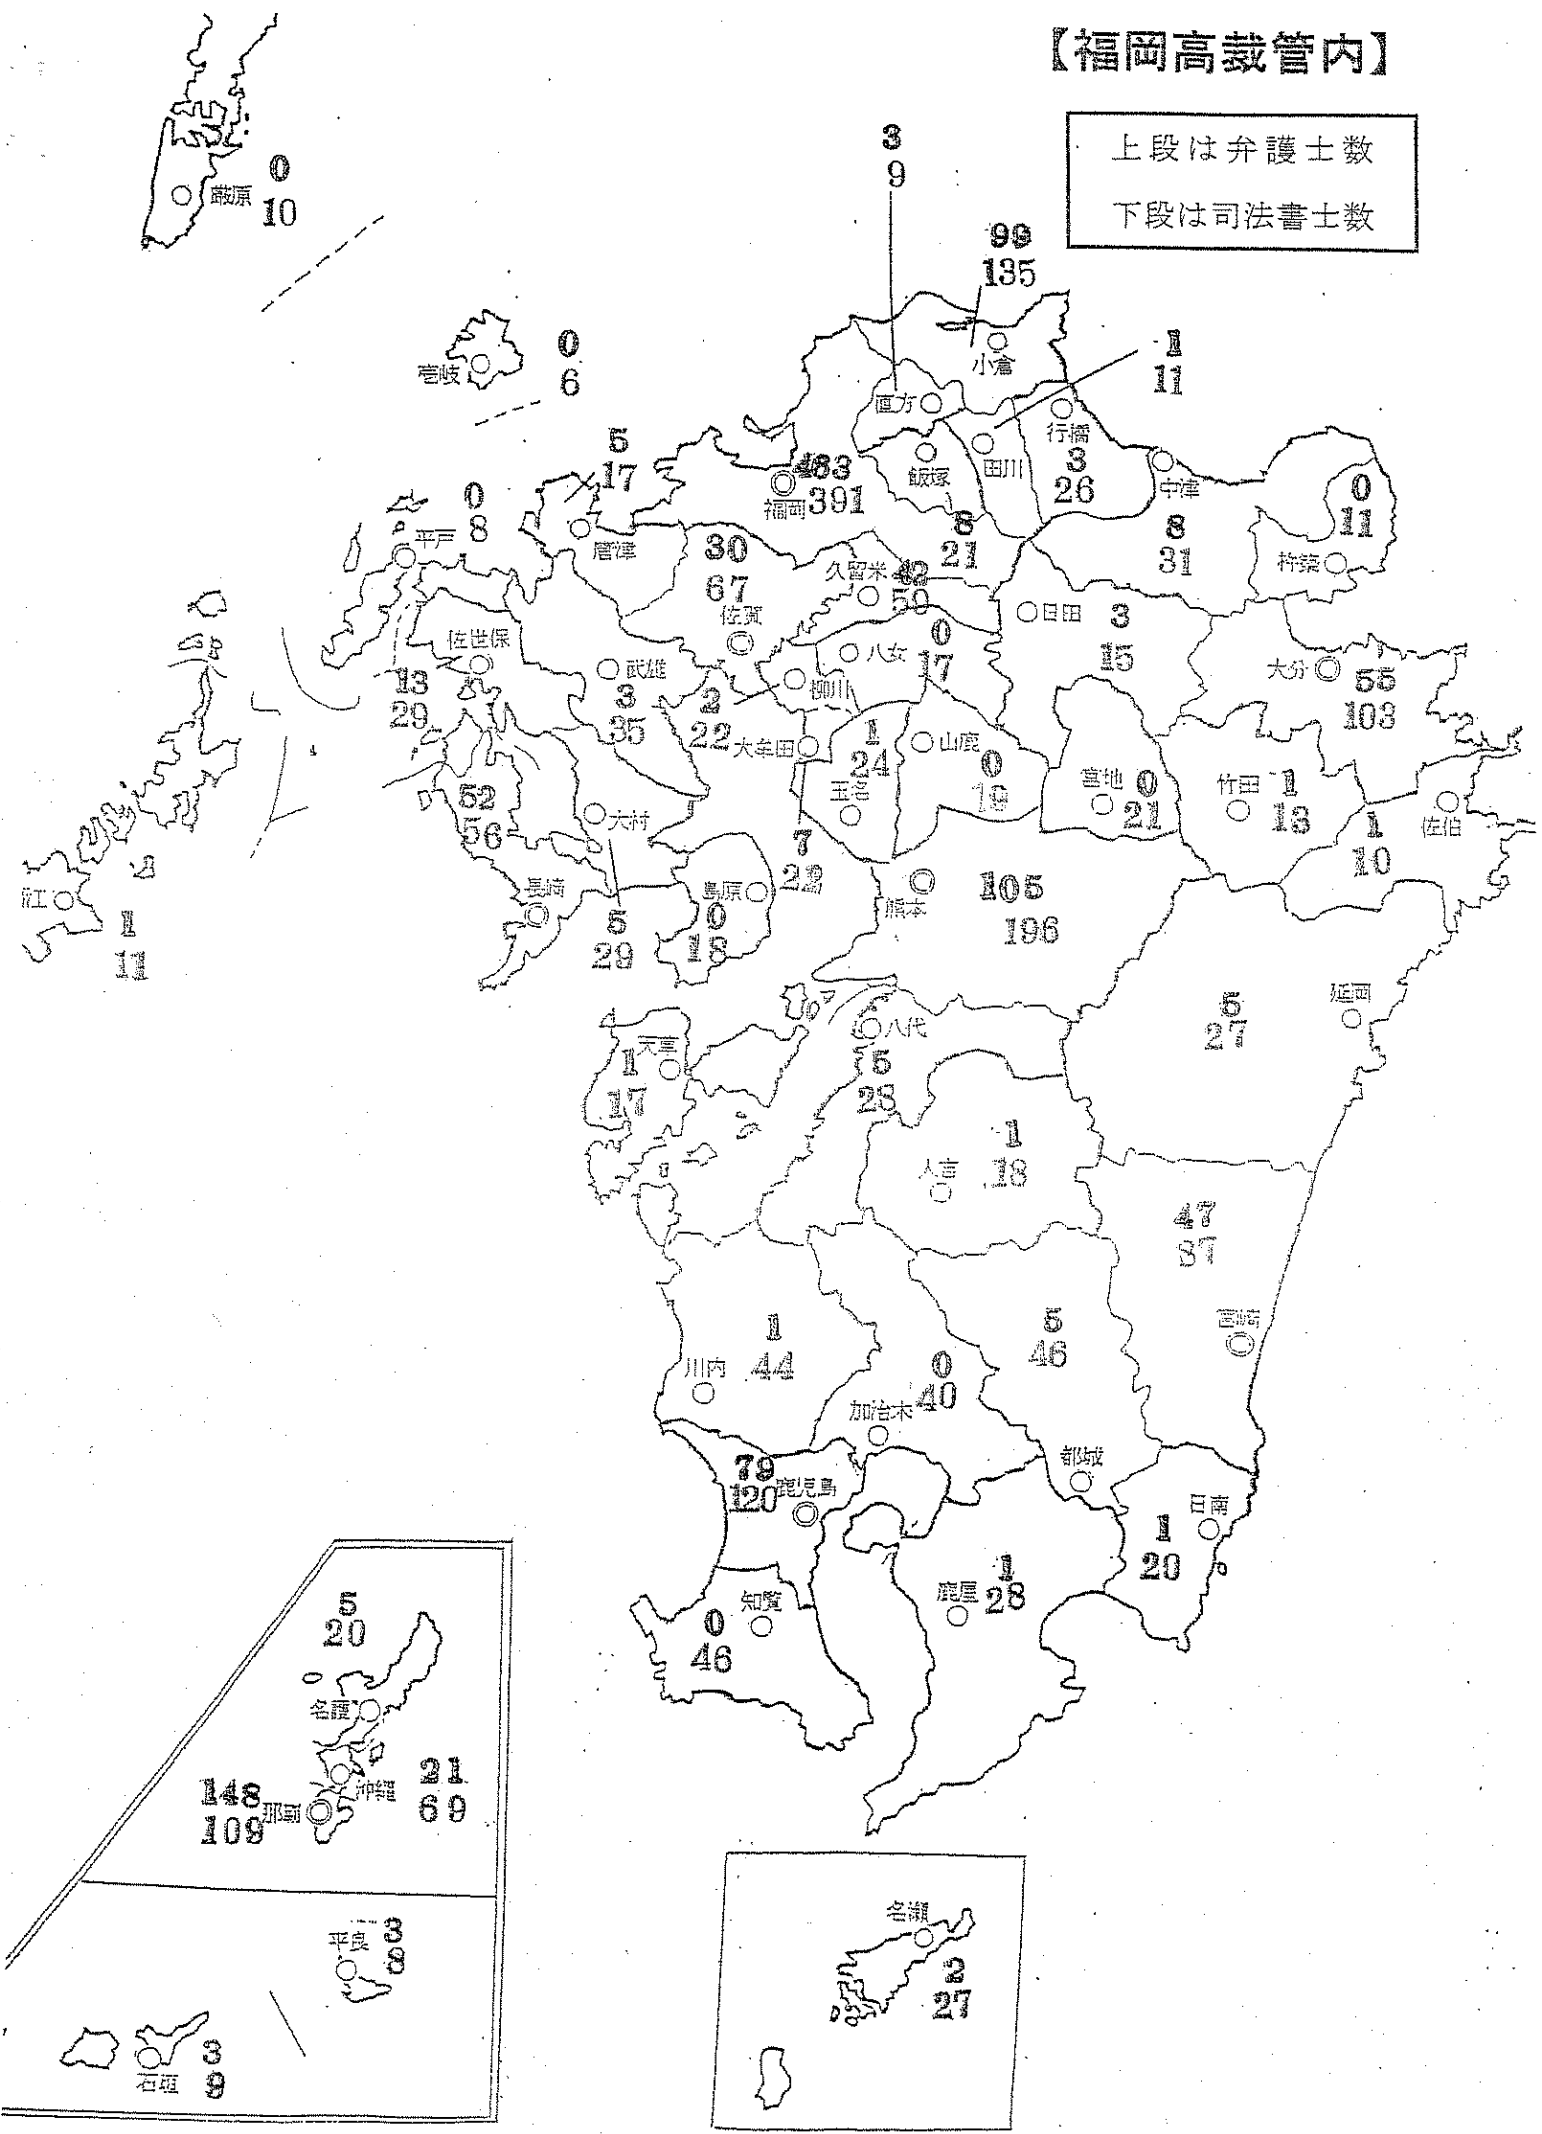 【福岡高裁管内】
上段は弁護士数
下段は司法書士数
厳原
0
10
壱岐
0
6
3
9
直方
99
135
小倉
1
11
田川
行橋
3
26
飯塚
8
21
福岡
391
5
17
唐津
0
8
平戸
中津
8
31
0
11
杵築
30
67
佐賀
久留米
八女
0
17
日田
3
15
大分
55
103
佐世保
13
29
武雄
3
35
柳川
2
22
大牟田
7
22
1
24
玉名
山鹿
0
19
宮地
0
21
竹田
1
13
佐伯
1
10
52
56
長崎
大村
5
29
島原
0
18
江
1
11
熊本
105
196
延岡
5
27
天草
1
17
八代
5
人吉
1
18
47
87
宮崎
川内
1
44
加治木
0
40
5
46
都城
79
120
鹿児島
日南
1
20
知覧
0
46
鹿屋
1
28
5
20
名護
沖縄
21
69
那覇
148
109
平良
3
8
石垣
3
9
名瀬
2
27